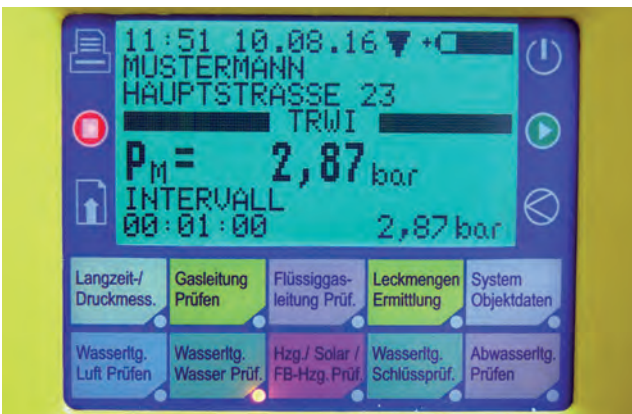 11:51 10.08.16
MUSTERMANN
HAUPTSTRASSE 23
TRWI
PM= 2,87 bar
INTERVALL
00:01:00 2,87 bar
Langzeit-/
Druckmess.
Gasleitung
Prüfen
Flüssiggas-
leitung Prüf.
Leckmengen
Ermittlung
System
Objektdaten
Wasserltg.
Luft Prüfen
Wasserltg.
Wasser Prüf.
Hzg./ Solar /
FB-Hzg. Prüf.
Wasserltg.
Schlüssprüf.
Abwasserltg.
Prüfen